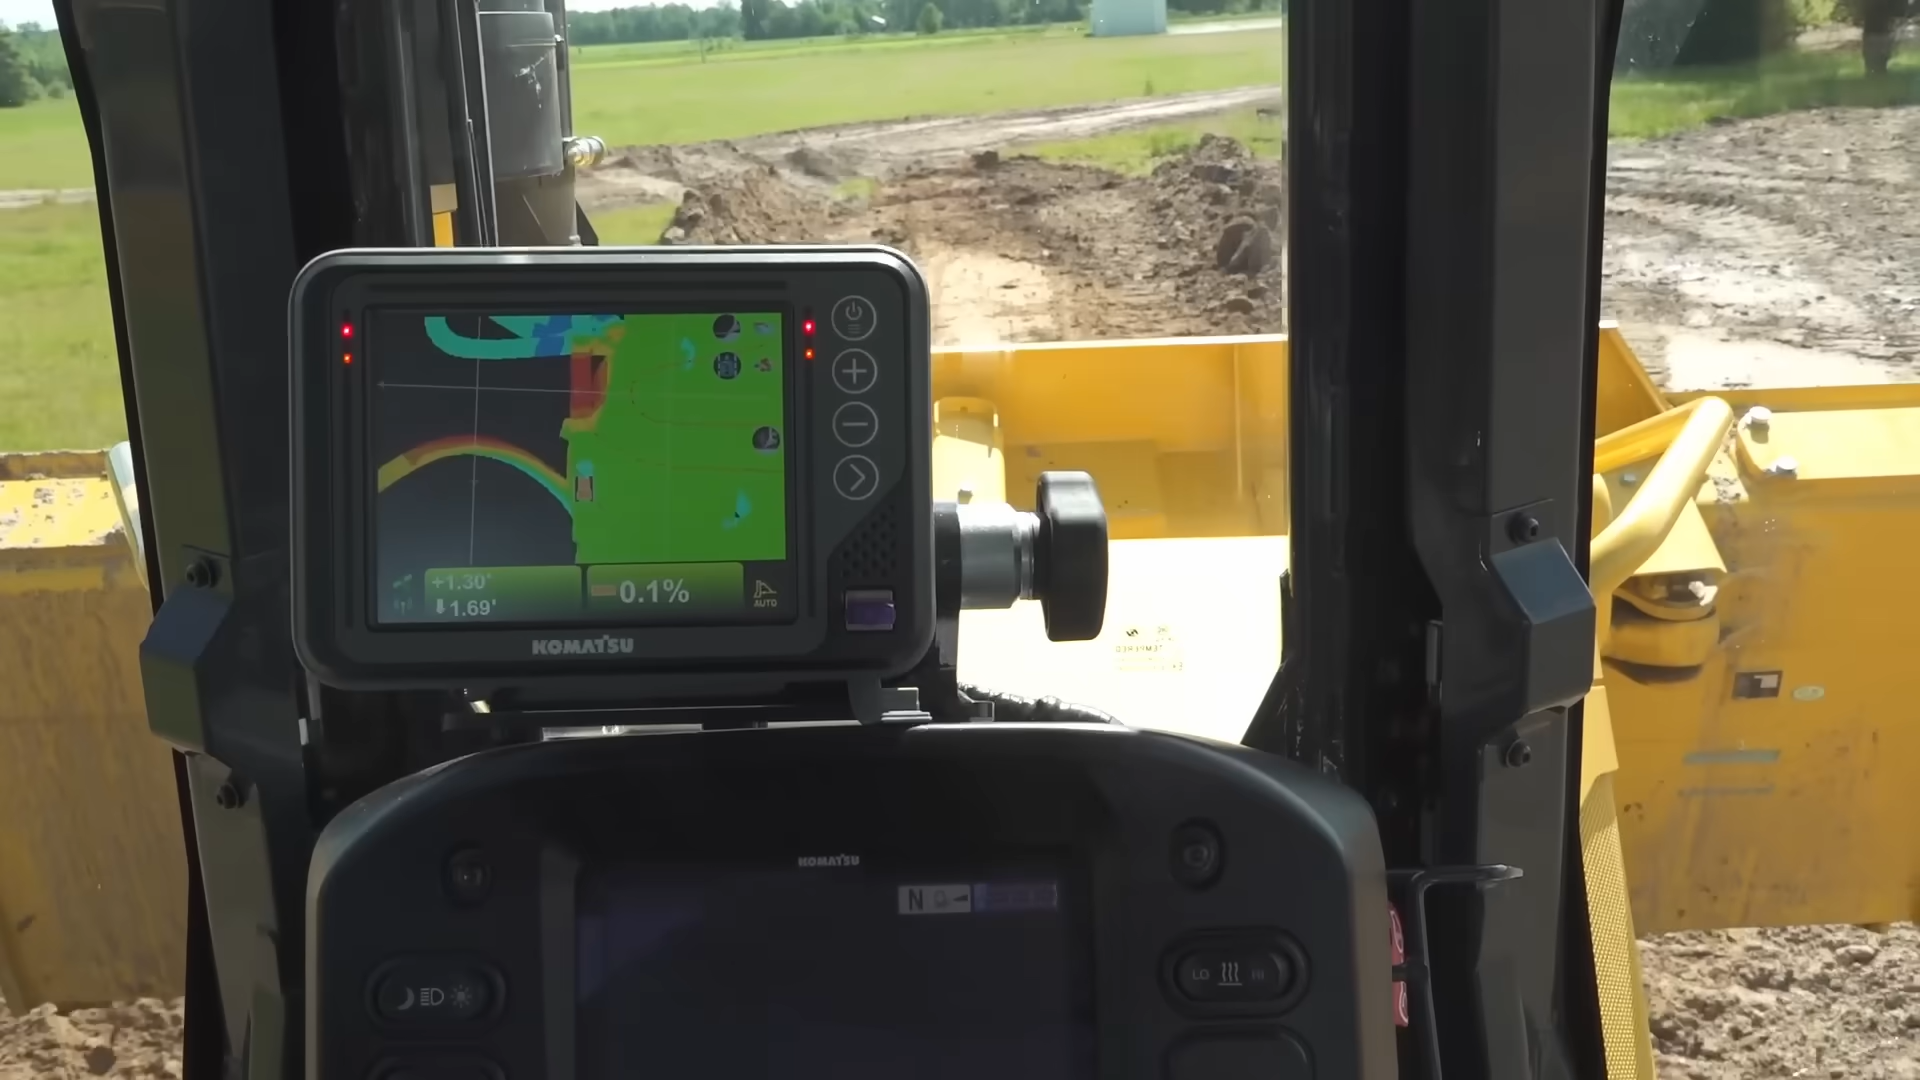 +1.30'
1.69'
0.1%
AUTO
KOMATSU
KOMATSU
N
LO
HI